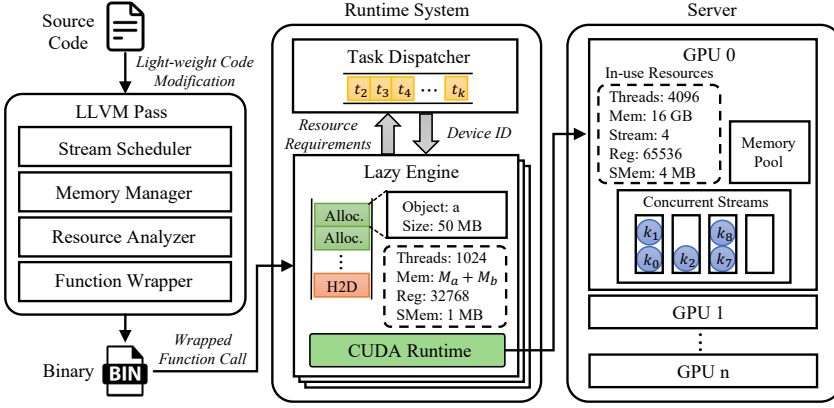 Source
Code
Light-weight Code
Modification
LLVM Pass
Stream Scheduler
Memory Manager
Resource Analyzer
Function Wrapper
Binary
BIN
Wrapped
Function Call
Runtime System
Task Dispatcher
t₂ t₃ t₄ ⋯ tₖ
Resource
Requirements
Device ID
Lazy Engine
Alloc.
Alloc.
⋮
H2D
Object: a
Size: 50 MB
Threads: 1024
Mem: Mₐ + M_b
Reg: 32768
SMem: 1 MB
CUDA Runtime
Server
GPU 0
In-use Resources
Threads: 4096
Mem: 16 GB
Stream: 4
Reg: 65536
SMem: 4 MB
Memory
Pool
Concurrent Streams
k₁ k₈
k₀ k₂ k₇
GPU 1
⋮
GPU n